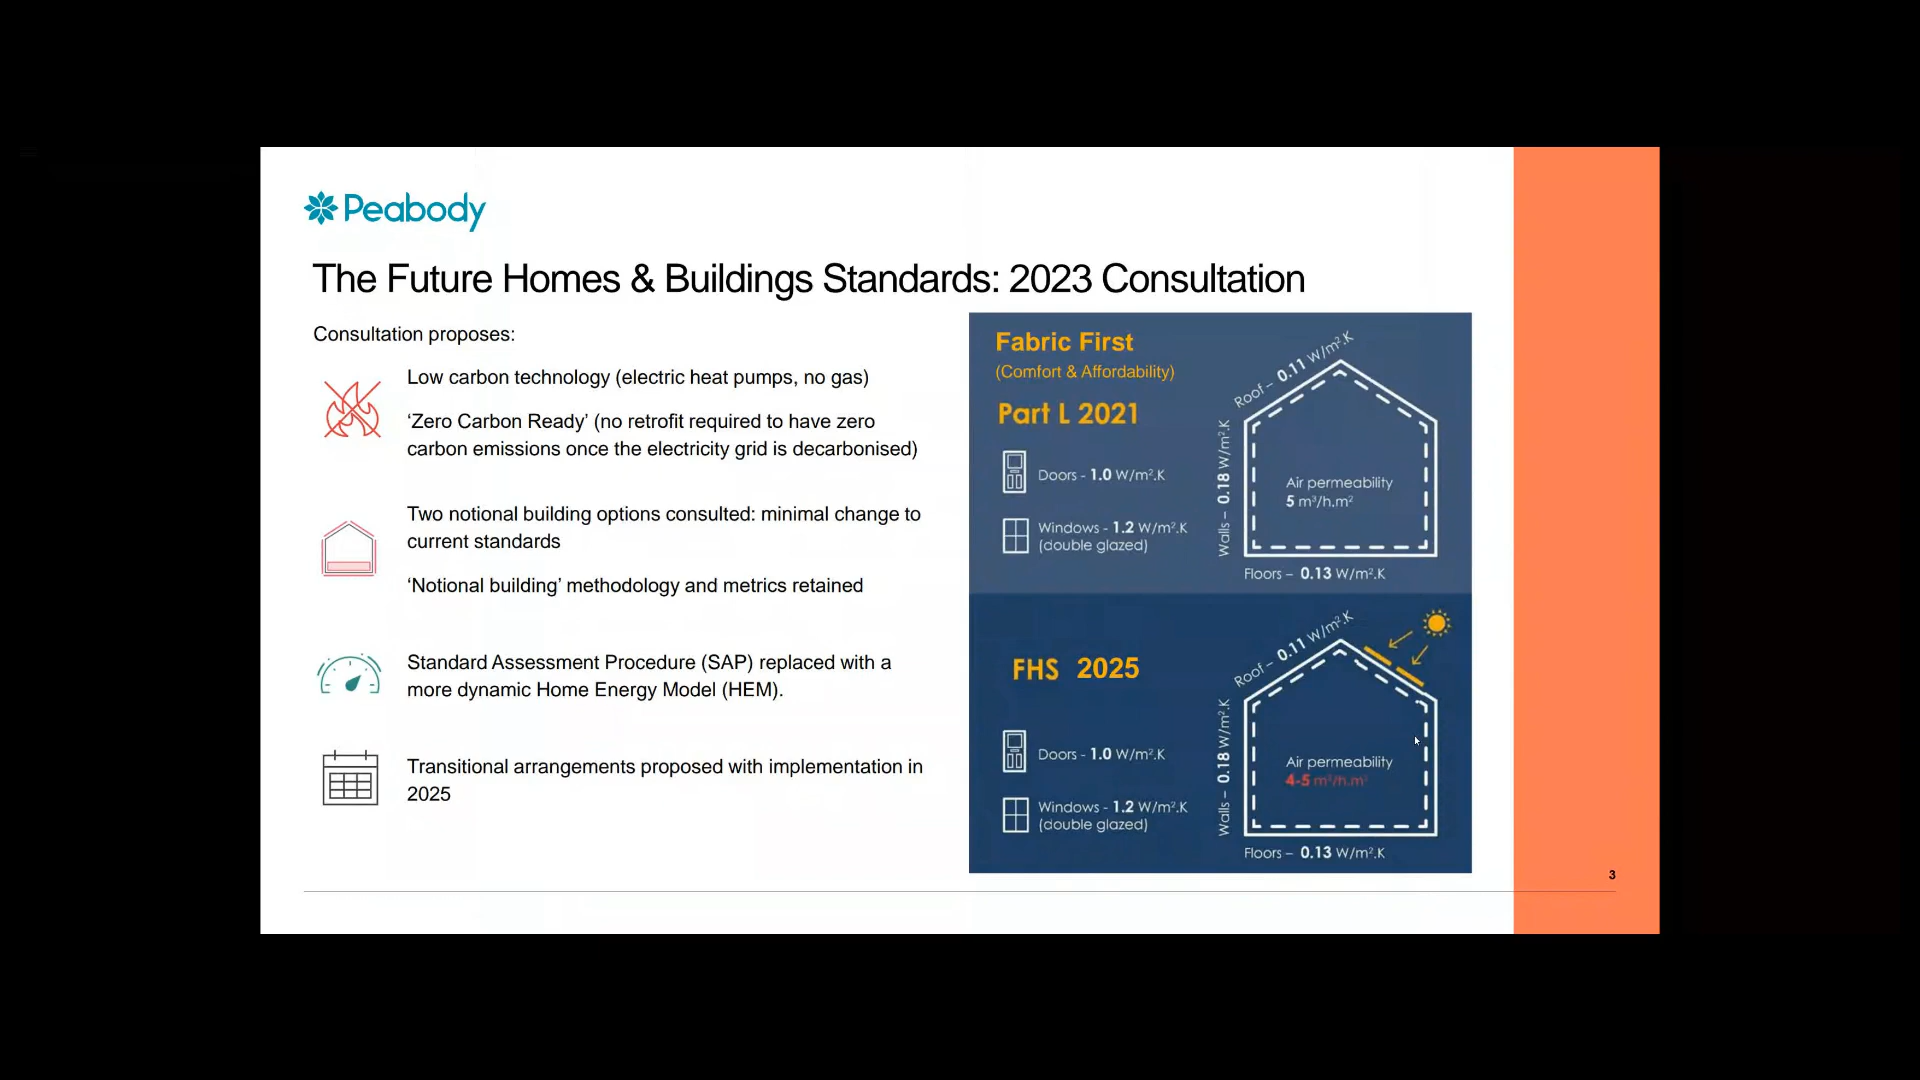 Peabody
The Future Homes & Buildings Standards: 2023 Consultation
Consultation proposes:
Low carbon technology (electric heat pumps, no gas)
‘Zero Carbon Ready’ (no retrofit required to have zero
carbon emissions once the electricity grid is decarbonised)
Two notional building options consulted: minimal change to
current standards
‘Notional building’ methodology and metrics retained
Standard Assessment Procedure (SAP) replaced with a
more dynamic Home Energy Model (HEM).
Transitional arrangements proposed with implementation in
2025
Fabric First
(Comfort & Affordability)
Part L 2021
Doors - 1.0 W/m².K
Windows - 1.2 W/m².K
(double glazed)
Roof – 0.11 W/m².K
Walls – 0.18 W/m².K
Air permeability
5 m³/h.m²
Floors – 0.13 W/m².K
FHS 2025
Doors - 1.0 W/m².K
Windows - 1.2 W/m².K
(double glazed)
Roof – 0.11 W/m².K
Walls – 0.18 W/m².K
Air permeability
4-5 m³/h.m²
Floors – 0.13 W/m².K
3